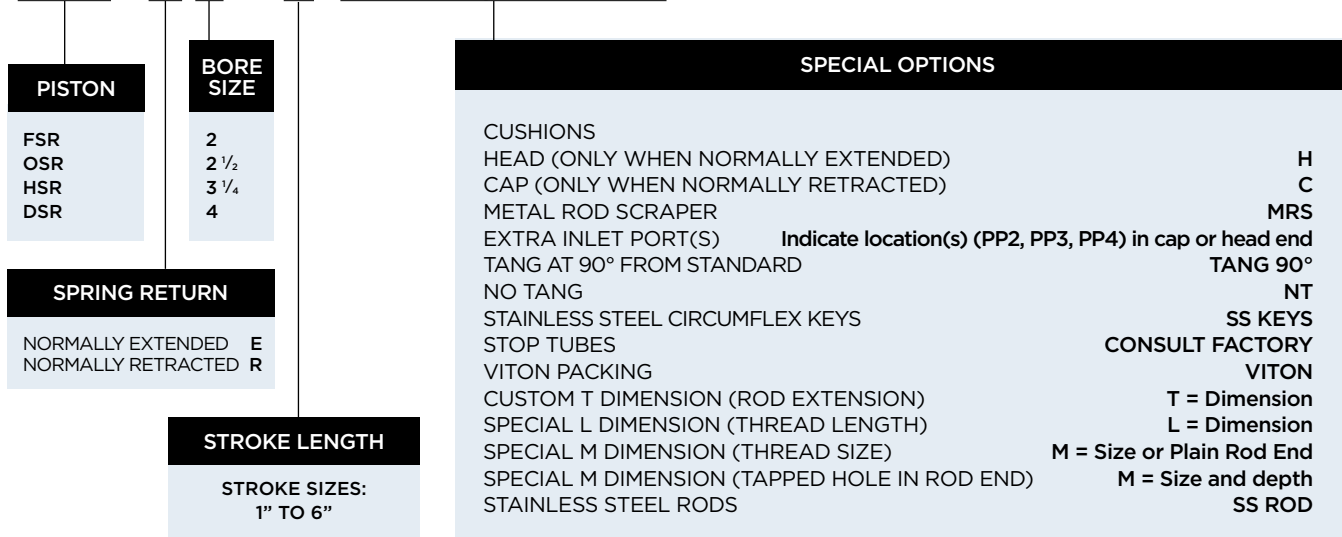 PISTON
FSR
OSR
HSR
DSR
BORE
SIZE
2
2 1/2
3 1/4
4
SPRING RETURN
NORMALLY EXTENDED E
NORMALLY RETRACTED R
STROKE LENGTH
STROKE SIZES:
1” TO 6”
SPECIAL OPTIONS
CUSHIONS
HEAD (ONLY WHEN NORMALLY EXTENDED) H
CAP (ONLY WHEN NORMALLY RETRACTED) C
METAL ROD SCRAPER MRS
EXTRA INLET PORT(S) Indicate location(s) (PP2, PP3, PP4) in cap or head end
TANG AT 90° FROM STANDARD TANG 90°
NO TANG NT
STAINLESS STEEL CIRCUMFLEX KEYS SS KEYS
STOP TUBES CONSULT FACTORY
VITON PACKING VITON
CUSTOM T DIMENSION (ROD EXTENSION) T = Dimension
SPECIAL L DIMENSION (THREAD LENGTH) L = Dimension
SPECIAL M DIMENSION (THREAD SIZE) M = Size or Plain Rod End
SPECIAL M DIMENSION (TAPPED HOLE IN ROD END) M = Size and depth
STAINLESS STEEL RODS SS ROD